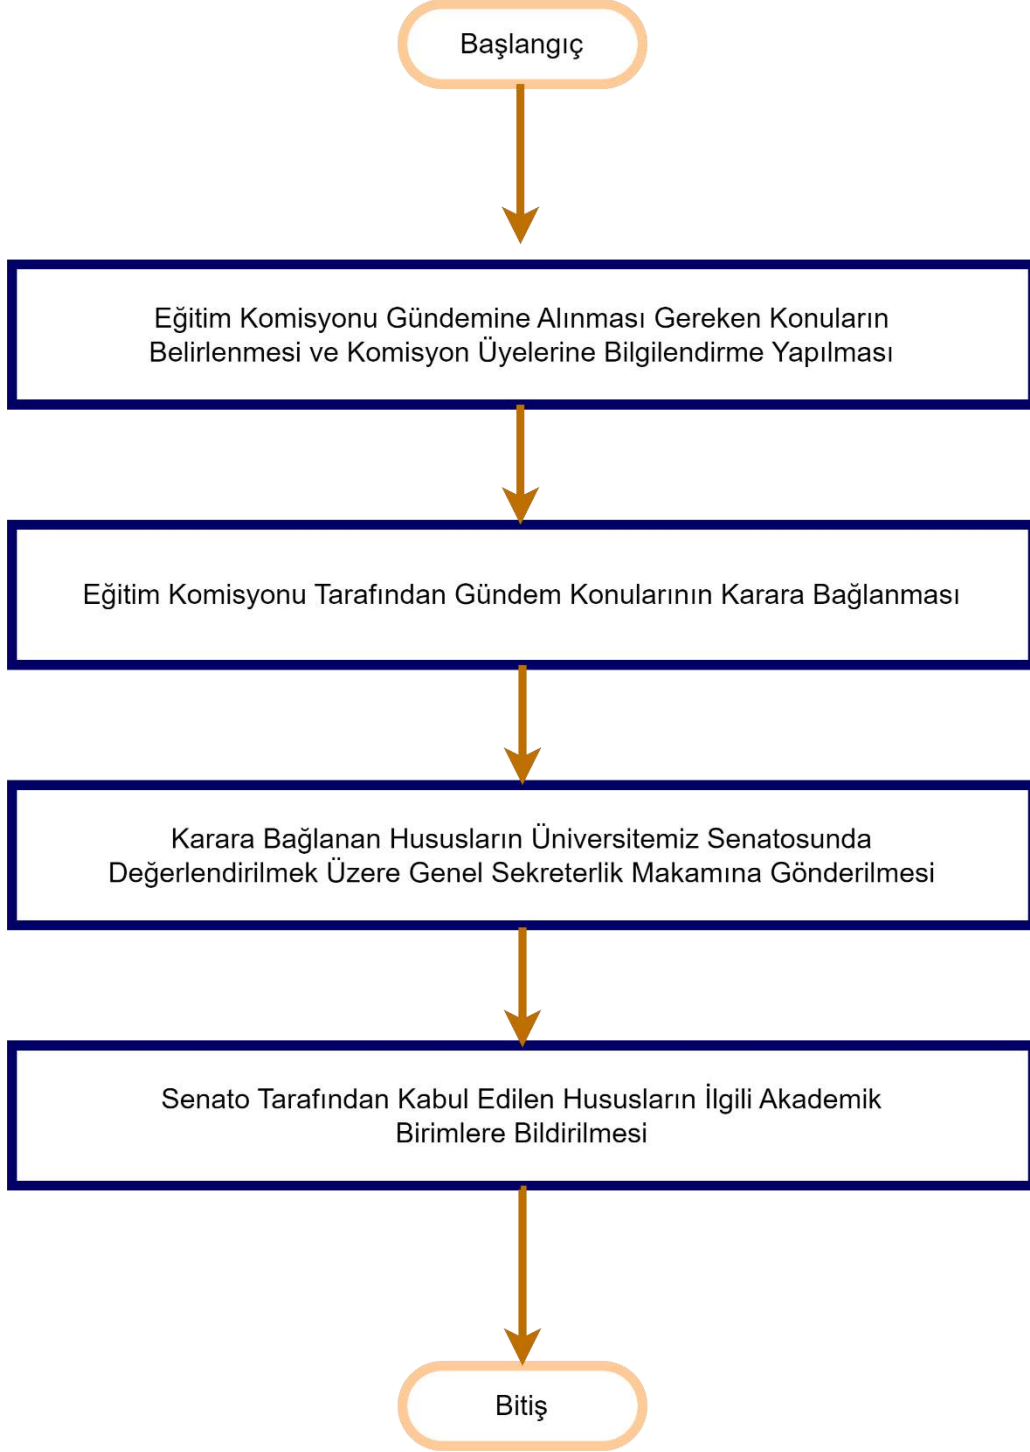 Başlangıç
Eğitim Komisyonu Gündemine Alınması Gereken Konuların
Belirlenmesi ve Komisyon Üyelerine Bilgilendirme Yapılması
Eğitim Komisyonu Tarafından Gündem Konularının Karara Bağlanması
Karara Bağlanan Hususların Üniversitemiz Senatosunda
Değerlendirilmek Üzere Genel Sekreterlik Makamına Gönderilmesi
Senato Tarafından Kabul Edilen Hususların İlgili Akademik
Birimlere Bildirilmesi
Bitiş